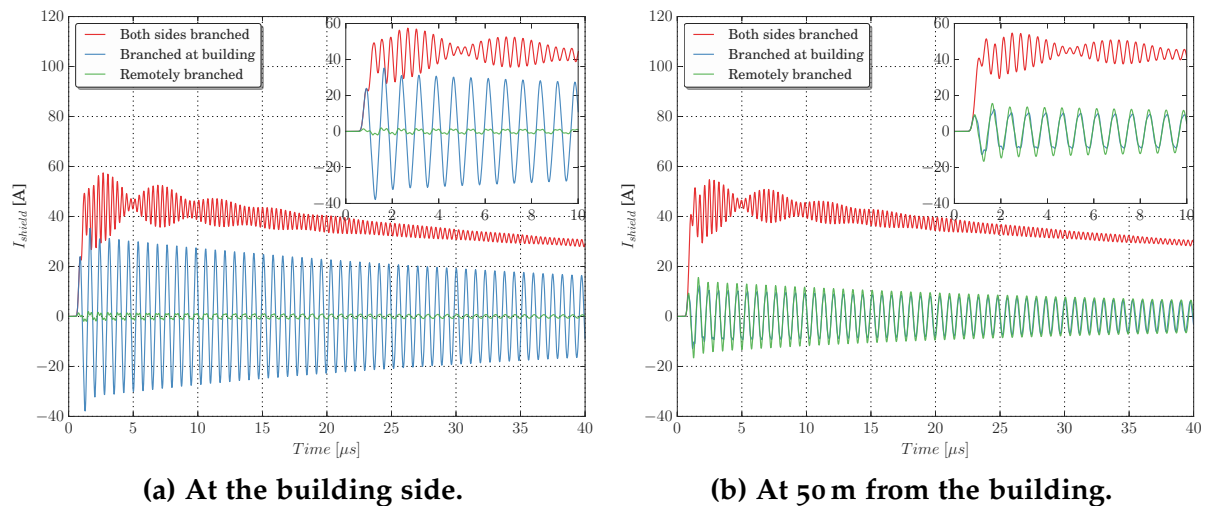 120
100
80
60
40
20
0
−20
−40
I_shield [A]
Both sides branched
Branched at building
Remotely branched
60
40
20
0
−20
−40
0 2 4 6 8 10
0 5 10 15 20 25 30 35 40
Time [μs]
(a) At the building side.
120
100
80
60
40
20
0
−20
−40
I_shield [A]
Both sides branched
Branched at building
Remotely branched
60
40
20
0
−20
−40
0 2 4 6 8 10
0 5 10 15 20 25 30 35 40
Time [μs]
(b) At 50 m from the building.